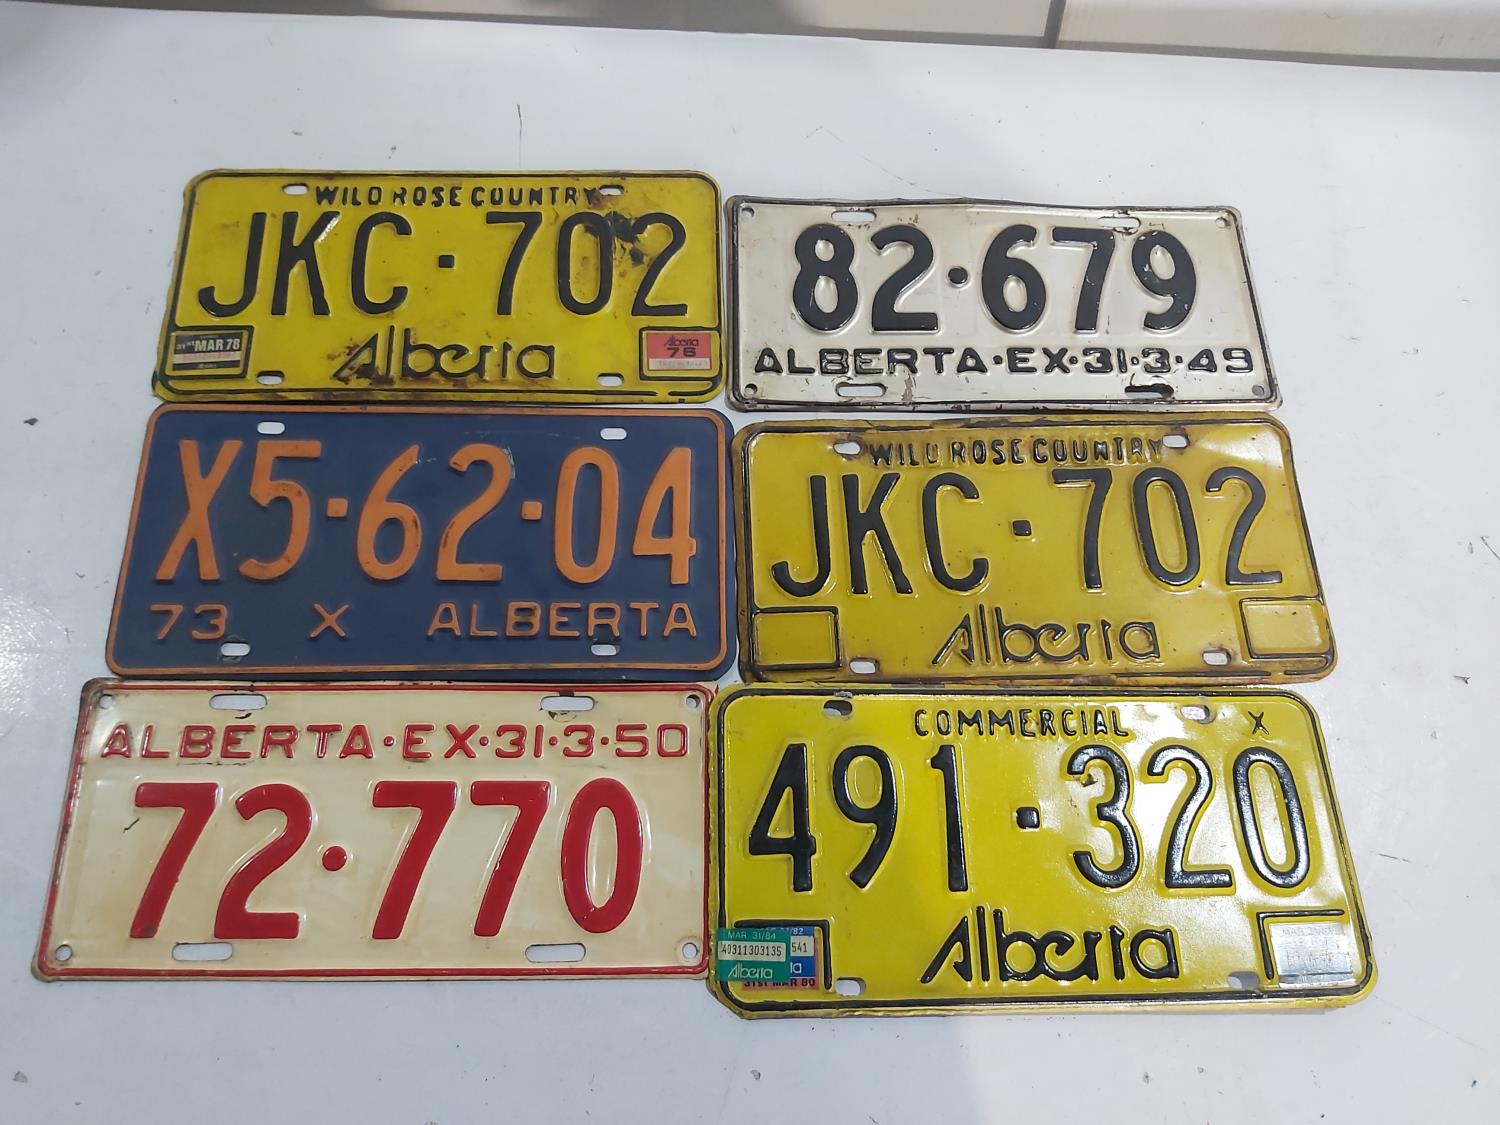 WILD ROSE COUNTRY
JKC·702
31st MAR 78
Alberta
Alberta
76
82·679
ALBERTA·EX·31·3·49
X5·62·04
73 X ALBERTA
WILD ROSE COUNTRY
JKC·702
Alberta
ALBERTA·EX·31·3·50
72·770
COMMERCIAL X
491·320
MAR 31/84
40311303135
541
Alberta
31st MAR 80
Alberta